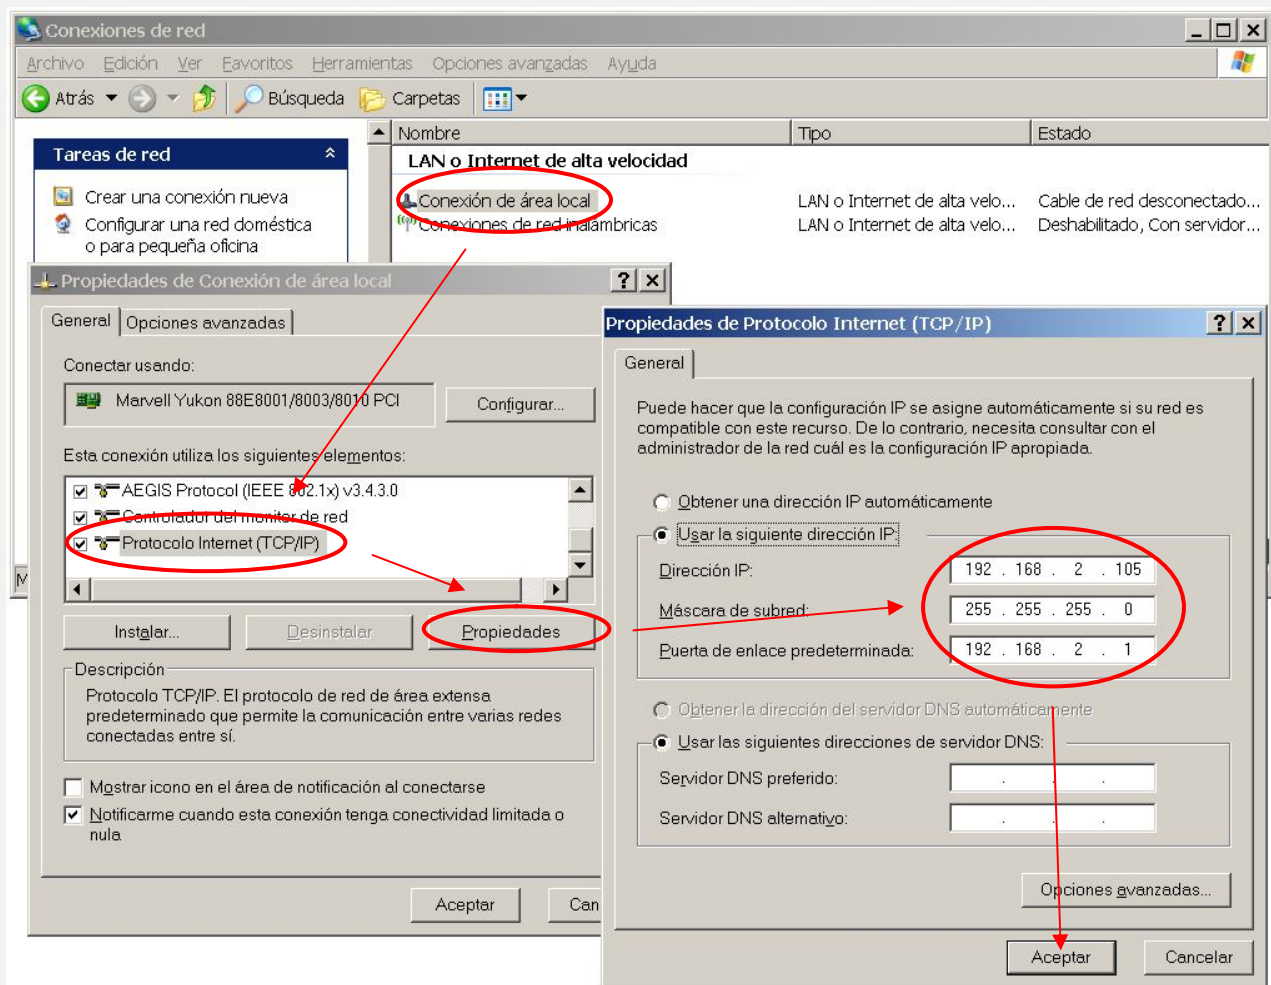 Conexiones de red
Archivo Edición Ver Favoritos Herramientas Opciones avanzadas Ayuda
Atrás Búsqueda Carpetas
Nombre Tipo Estado
Tareas de red
LAN o Internet de alta velocidad
Crear una conexión nueva
Configurar una red doméstica
o para pequeña oficina
Conexión de área local LAN o Internet de alta velo... Cable de red desconectado...
Conexiones de red inalámbricas LAN o Internet de alta velo... Deshabilitado, Con servidor...
Propiedades de Conexión de área local
General Opciones avanzadas
Conectar usando:
Marvell Yukon 88E8001/8003/8010 PCI Configurar...
Esta conexión utiliza los siguientes elementos:
AEGIS Protocol (IEEE 802.1x) v3.4.3.0
Controlador del monitor de red
Protocolo Internet (TCP/IP)
M
Instalar... Desinstalar Propiedades
Descripción
Protocolo TCP/IP. El protocolo de red de área extensa
predeterminado que permite la comunicación entre varias redes
conectadas entre sí.
Mostrar icono en el área de notificación al conectarse
Notificarme cuando esta conexión tenga conectividad limitada o
nula
Aceptar Can
Propiedades de Protocolo Internet (TCP/IP)
General
Puede hacer que la configuración IP se asigne automáticamente si su red es
compatible con este recurso. De lo contrario, necesita consultar con el
administrador de la red cuál es la configuración IP apropiada.
Obtener una dirección IP automáticamente
Usar la siguiente dirección IP:
Dirección IP: 192 . 168 . 2 . 105
Máscara de subred: 255 . 255 . 255 . 0
Puerta de enlace predeterminada: 192 . 168 . 2 . 1
Obtener la dirección del servidor DNS automáticamente
Usar las siguientes direcciones de servidor DNS:
Servidor DNS preferido: . . .
Servidor DNS alternativo: . . .
Opciones avanzadas...
Aceptar Cancelar